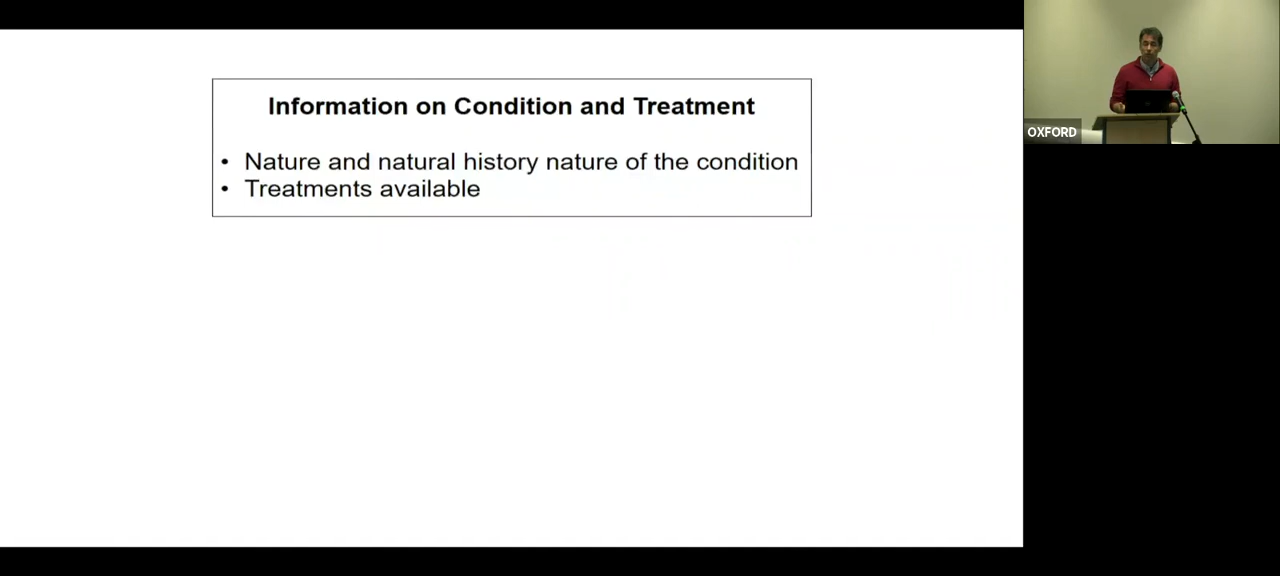 Information on Condition and Treatment
• Nature and natural history nature of the condition
• Treatments available
OXFORD